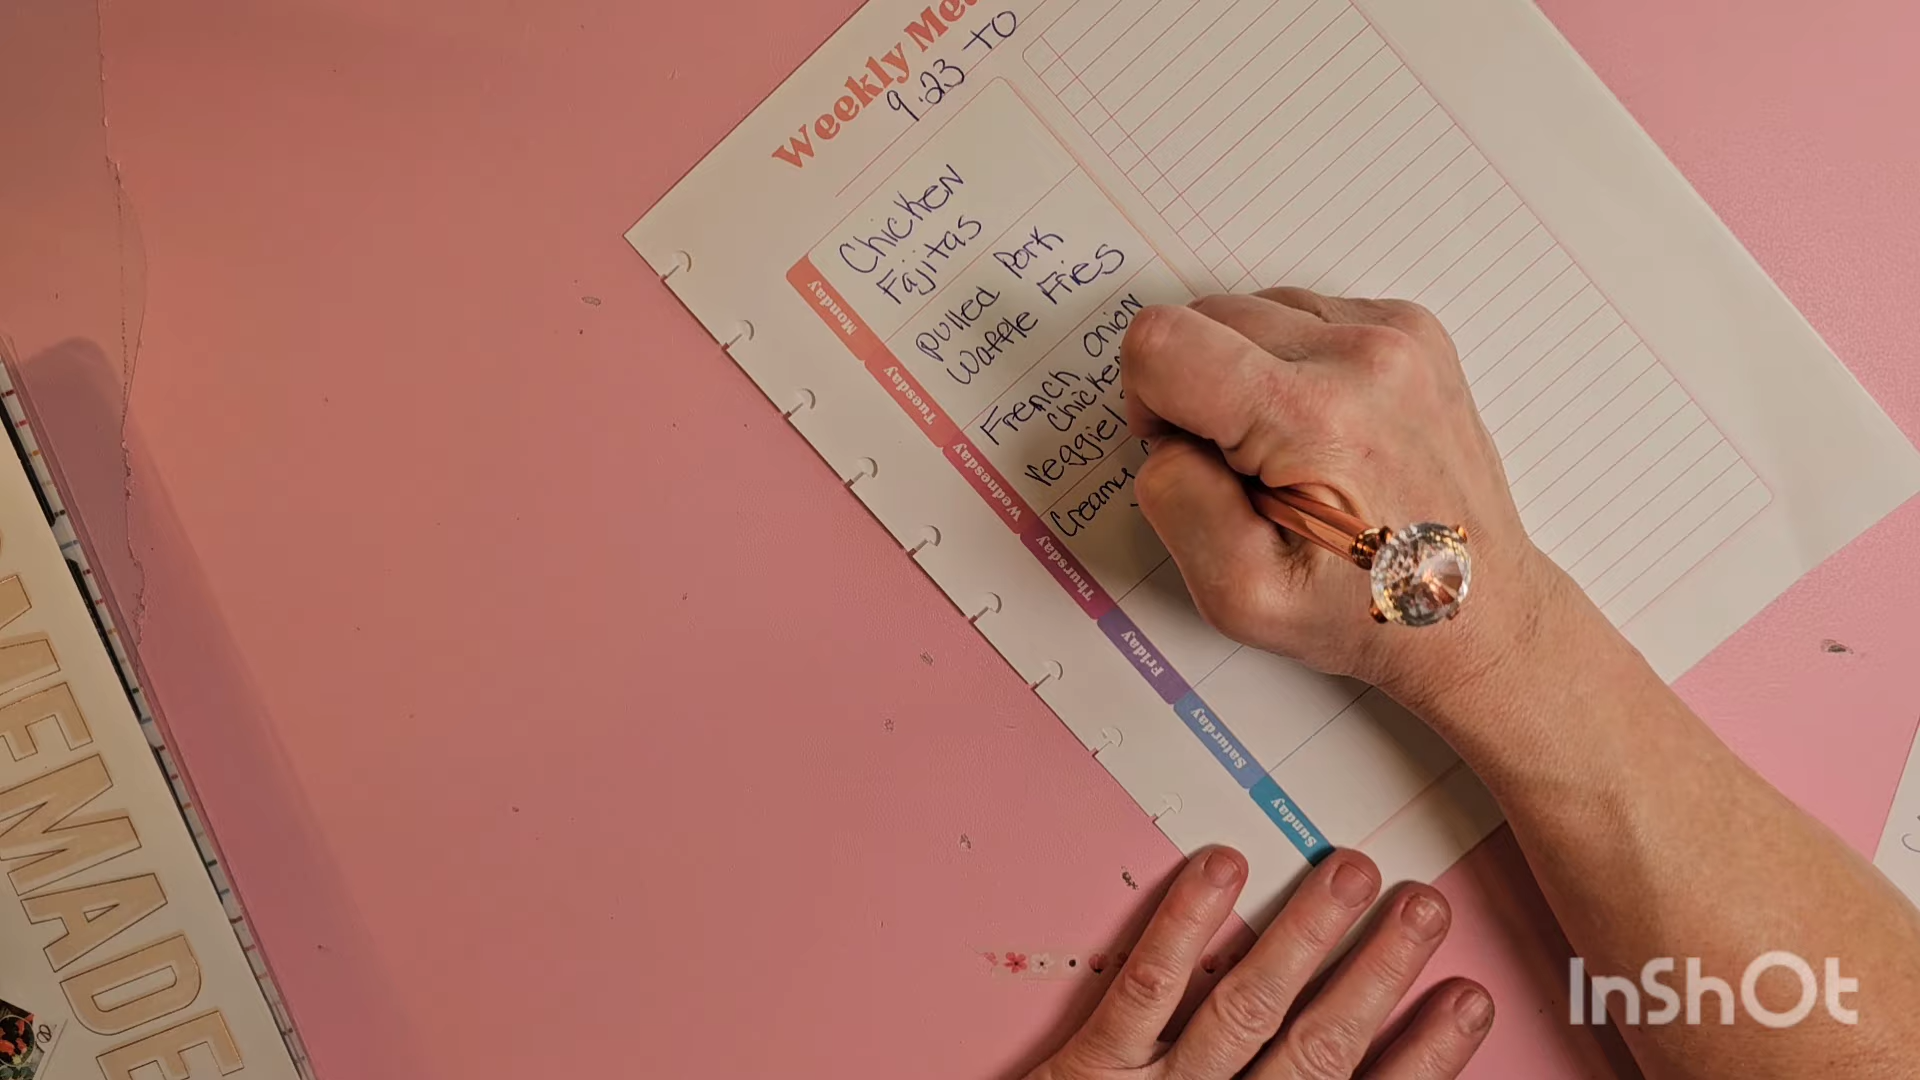 Weekly Me
9.23 to
Monday
Chicken
Fajitas
Tuesday
pulled Pork
Waffle Fries
Wednesday
French onion
chicken
veggie/
Thursday
Creamy
Friday
Saturday
Sunday
HOMEMADE
InShOt